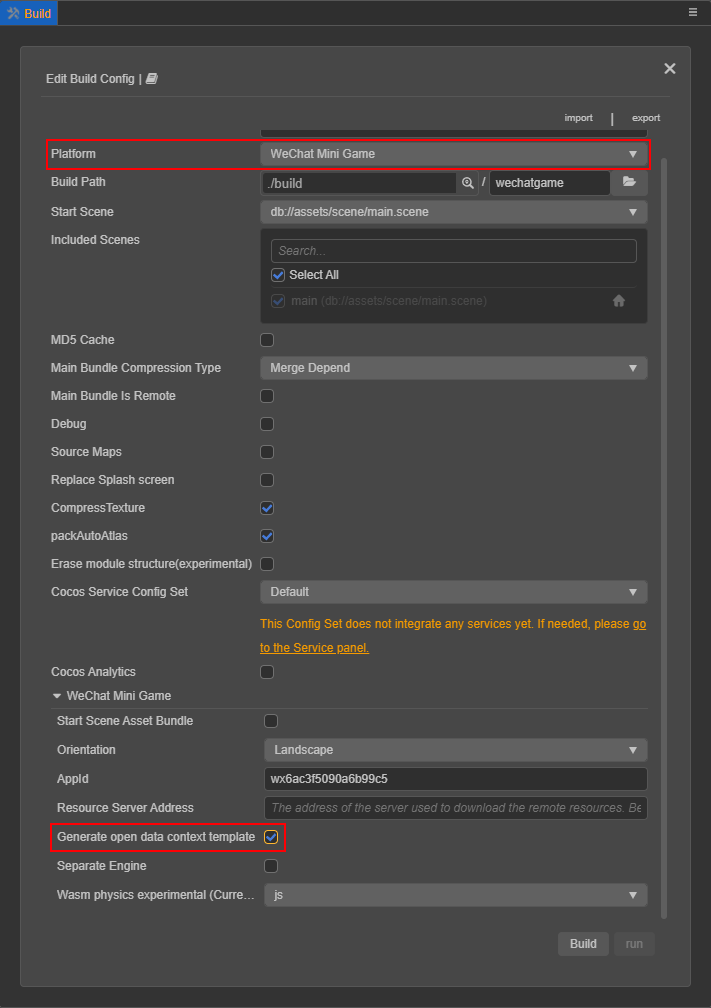 Build
Edit Build Config |
import | export
Platform WeChat Mini Game
Build Path ./build / wechatgame
Start Scene db://assets/scene/main.scene
Included Scenes
Search...
Select All
main (db://assets/scene/main.scene)
MD5 Cache
Main Bundle Compression Type Merge Depend
Main Bundle Is Remote
Debug
Source Maps
Replace Splash screen
CompressTexture
packAutoAtlas
Erase module structure(experimental)
Cocos Service Config Set Default
This Config Set does not integrate any services yet. If needed, please go
to the Service panel.
Cocos Analytics
WeChat Mini Game
Start Scene Asset Bundle
Orientation Landscape
AppId wx6ac3f5090a6b99c5
Resource Server Address The address of the server used to download the remote resources. Be
Generate open data context template
Separate Engine
Wasm physics experimental (Curre... js
Build run